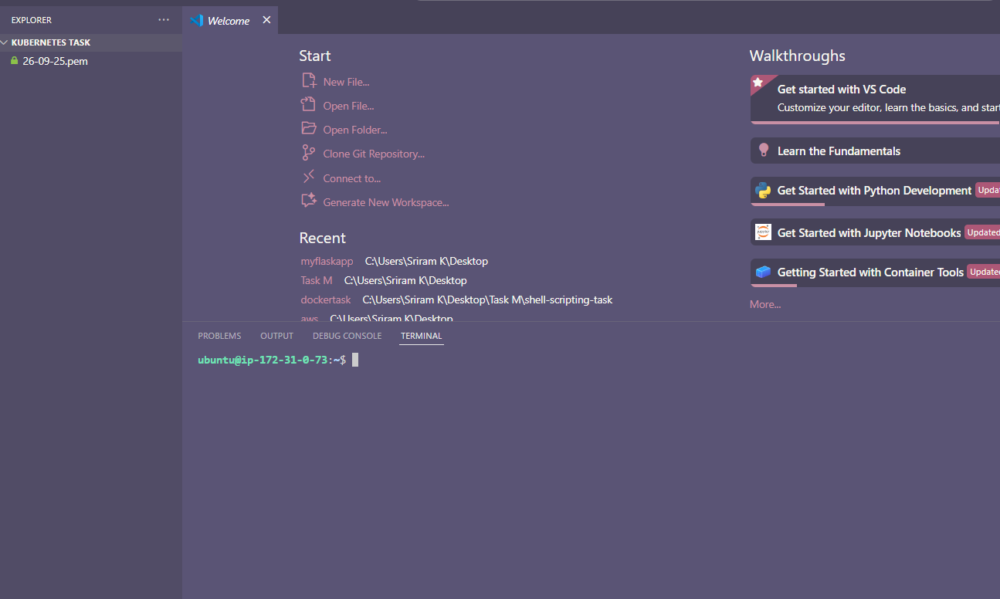 EXPLORER
KUBERNETES TASK
26-09-25.pem
Welcome
Start
New File...
Open File...
Open Folder...
Clone Git Repository...
Connect to...
Generate New Workspace...
Recent
myflaskapp C:\Users\Sriram K\Desktop
Task M C:\Users\Sriram K\Desktop
dockertask C:\Users\Sriram K\Desktop\Task M\shell-scripting-task
aws C:\Users\Sriram K\Desktop
Walkthroughs
Get started with VS Code
Customize your editor, learn the basics, and start
Learn the Fundamentals
Get Started with Python Development Updat
Get Started with Jupyter Notebooks Updated
Getting Started with Container Tools Updated
More...
PROBLEMS OUTPUT DEBUG CONSOLE TERMINAL
ubuntu@ip-172-31-0-73:~$